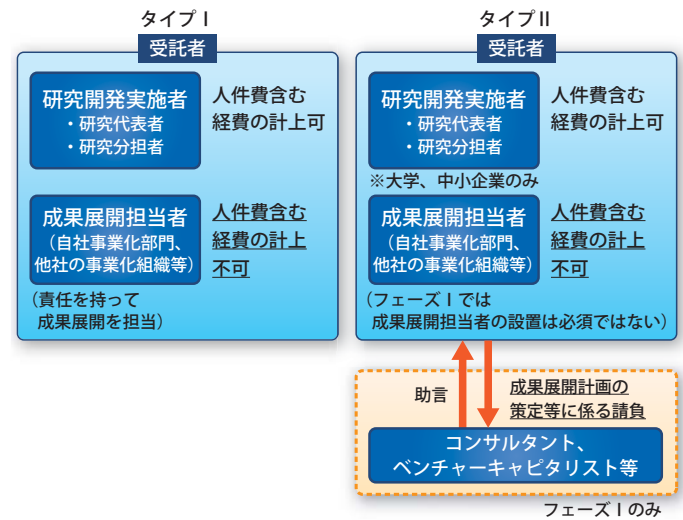 タイプⅠ
受託者
研究開発実施者
・研究代表者
・研究分担者
人件費含む
経費の計上可
成果展開担当者
（自社事業化部門、
他社の事業化組織等）
人件費含む
経費の計上
不可
（責任を持って
成果展開を担当）
タイプⅡ
受託者
研究開発実施者
・研究代表者
・研究分担者
人件費含む
経費の計上可
※大学、中小企業のみ
成果展開担当者
（自社事業化部門、
他社の事業化組織等）
人件費含む
経費の計上
不可
（フェーズⅠでは
成果展開担当者の設置は必須ではない）
助言
成果展開計画の
策定等に係る請負
コンサルタント、
ベンチャーキャピタリスト等
フェーズⅠのみ